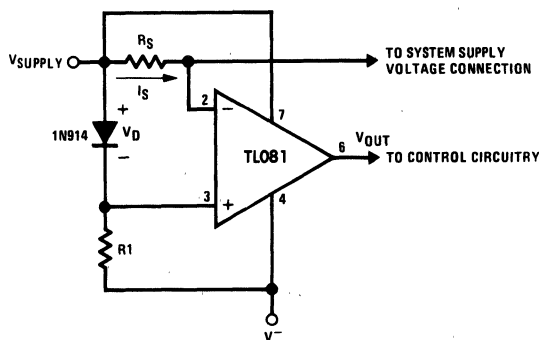 VSUPPLY
RS
IS
TO SYSTEM SUPPLY
VOLTAGE CONNECTION
1N914
+
VD
−
2
−
7
TL081
6
VOUT
TO CONTROL CIRCUITRY
3
+
4
R1
V−